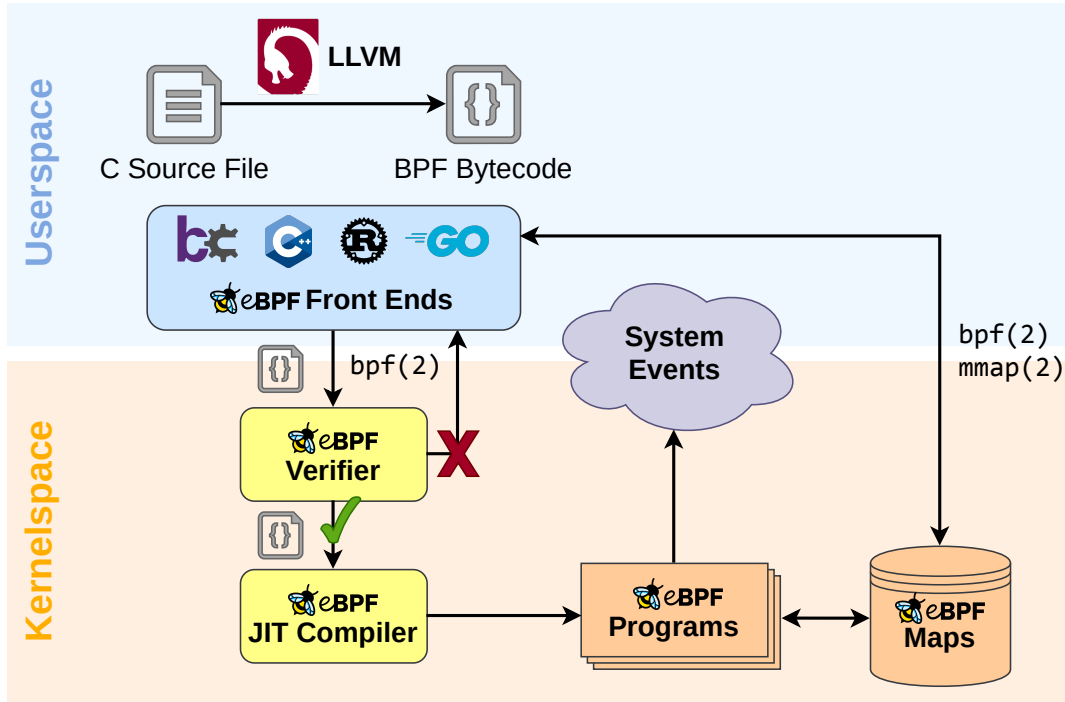 Userspace
LLVM
C Source File
BPF Bytecode
{}
bc
C++
R
GO
eBPF Front Ends
{}
bpf(2)
System
Events
bpf(2)
mmap(2)
Kernelspace
eBPF
Verifier
X
{}
eBPF
JIT Compiler
eBPF
Programs
eBPF
Maps